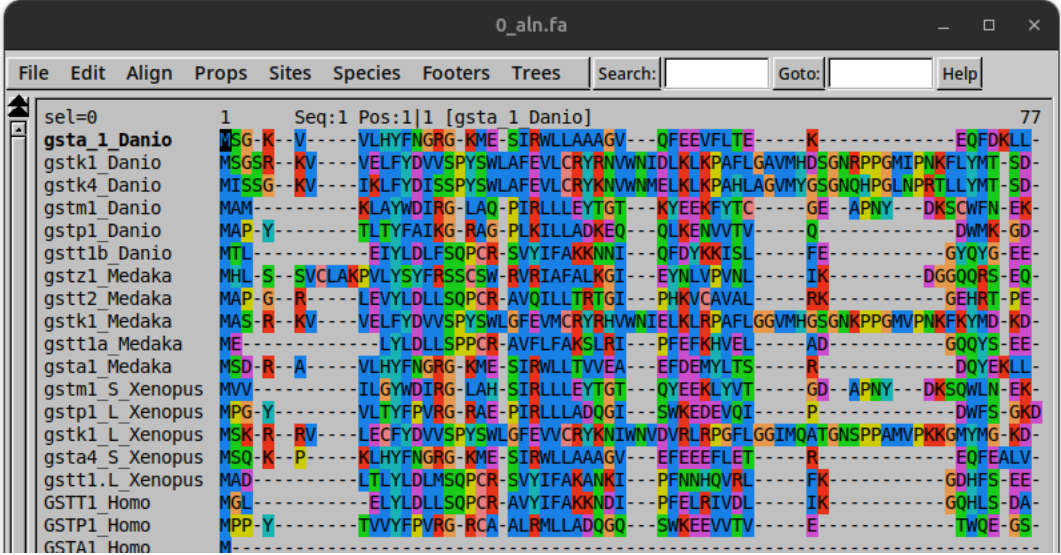 0_aln.fa
File Edit Align Props Sites Species Footers Trees Search: Goto: Help
sel=0 1 Seq:1 Pos:1|1 [gsta_1_Danio] 77
gsta_1_Danio MSG-K--V-----VLHYFNGRG-KME-SIRWLLAAAGV---QFEEVFLTE-----K-------------EQFDKLL-
gstk1_Danio MSGSR--KV----VELFYDVVSPYSWLAFEVLCRYRNVWNIDLKLKPAFLGAVMHDSGNRPPGMIPNKFLYMT-SD-
gstk4_Danio MISSG--KV----IKLFYDISSPYSWLAFEVLCRYKNVWNMELKLKPAHLAGVMYGSGNQHPGLNPRTLLYMT-SD-
gstm1_Danio MAM----------KLAYWDIRG-LAQ-PIRLLLEYTGT---KYEEKFYTC-----GE--APNY---DKSCWFN-EK-
gstp1_Danio MAP-Y--------TLTYFAIKG-RAG-PLKILLADKEQ---QLKENVVTV-----Q-------------DWMK-GD-
gstt1b_Danio MTL-----------EIYLDLFSQPCR-SVYIFAKKNNI---QFDYKKISL-----FE-----------GYQYG-EE-
gstz1_Medaka MHL-S--SVCLAKPVLYSYFRSSCSW-RVRIAFALKGI---EYNLVPVNL-----IK---------DGGQQRS-EQ-
gstt2_Medaka MAP-G--R-----LEVYLDLLSQPCR-AVQILLTRTGI---PHKVCAVAL-----RK-----------GEHRT-PE-
gstk1_Medaka MAS-R--KV----VELFYDVVSPYSWLGFEVMCRYRHVWNIELKLRPAFLGGVMHGSGNKPPGMVPNKFKYMD-KD-
gstt1a_Medaka ME-------------LYLDLLSPPCR-AVFLFAKSLRI---PFEFKHVEL-----AD-----------GQQYS-EE-
gsta1_Medaka MSD-R--A-----VLHYFNGRG-KME-SIRWLLTVVEA---EFDEMYLTS-----R-------------DQYEKLL-
gstm1_S_Xenopus MVV----------ILGYWDIRG-LAH-SIRLLLEYTGT---QYEEKLYVT-----GD--APNY---DKSQWLN-EK-
gstp1_L_Xenopus MPG-Y--------VLTYFPVRG-RAE-PIRLLLADQGI---SWKEDEVQI-----P-------------DWFS-GKD
gstk1_L_Xenopus MSK-R--RV----LECFYDVVSPYSWLGFEVVCRYKNIWNVDVRLRPGFLGGIMQATGNSPPAMVPKKGMYMG-KD-
gsta4_S_Xenopus MSQ-K--P-----KLHYFNGRG-KME-SIRWLLAAAGV---EFEEEFLET-----R-------------EQFEALV-
gstt1.L_Xenopus MAD----------LTLYLDLMSQPCR-SVYIFAKANKI---PFNNHQVRL-----FK-----------GDHFS-EE-
GSTT1_Homo MGL-----------ELYLDLLSQPCR-AVYIFAKKNDI---PFELRIVDL-----IK-----------GQHLS-DA-
GSTP1_Homo MPP-Y--------TVVYFPVRG-RCA-ALRMLLADQGQ---SWKEEVVTV-----E-------------TWQE-GS-
GSTA1_Homo M----------------------------------------------------------------------------